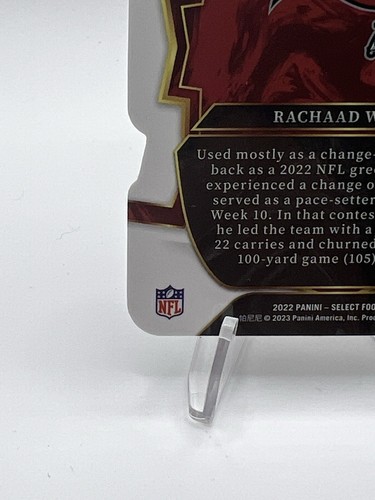 RACHAAD W
Used mostly as a change-
back as a 2022 NFL gre
experienced a change o
served as a pace-setter
Week 10. In that contes
he led the team with a
22 carries and churned
100-yard game (105)
NFL
2022 PANINI – SELECT FOO
帕尼尼 © 2023 Panini America, Inc. Prod